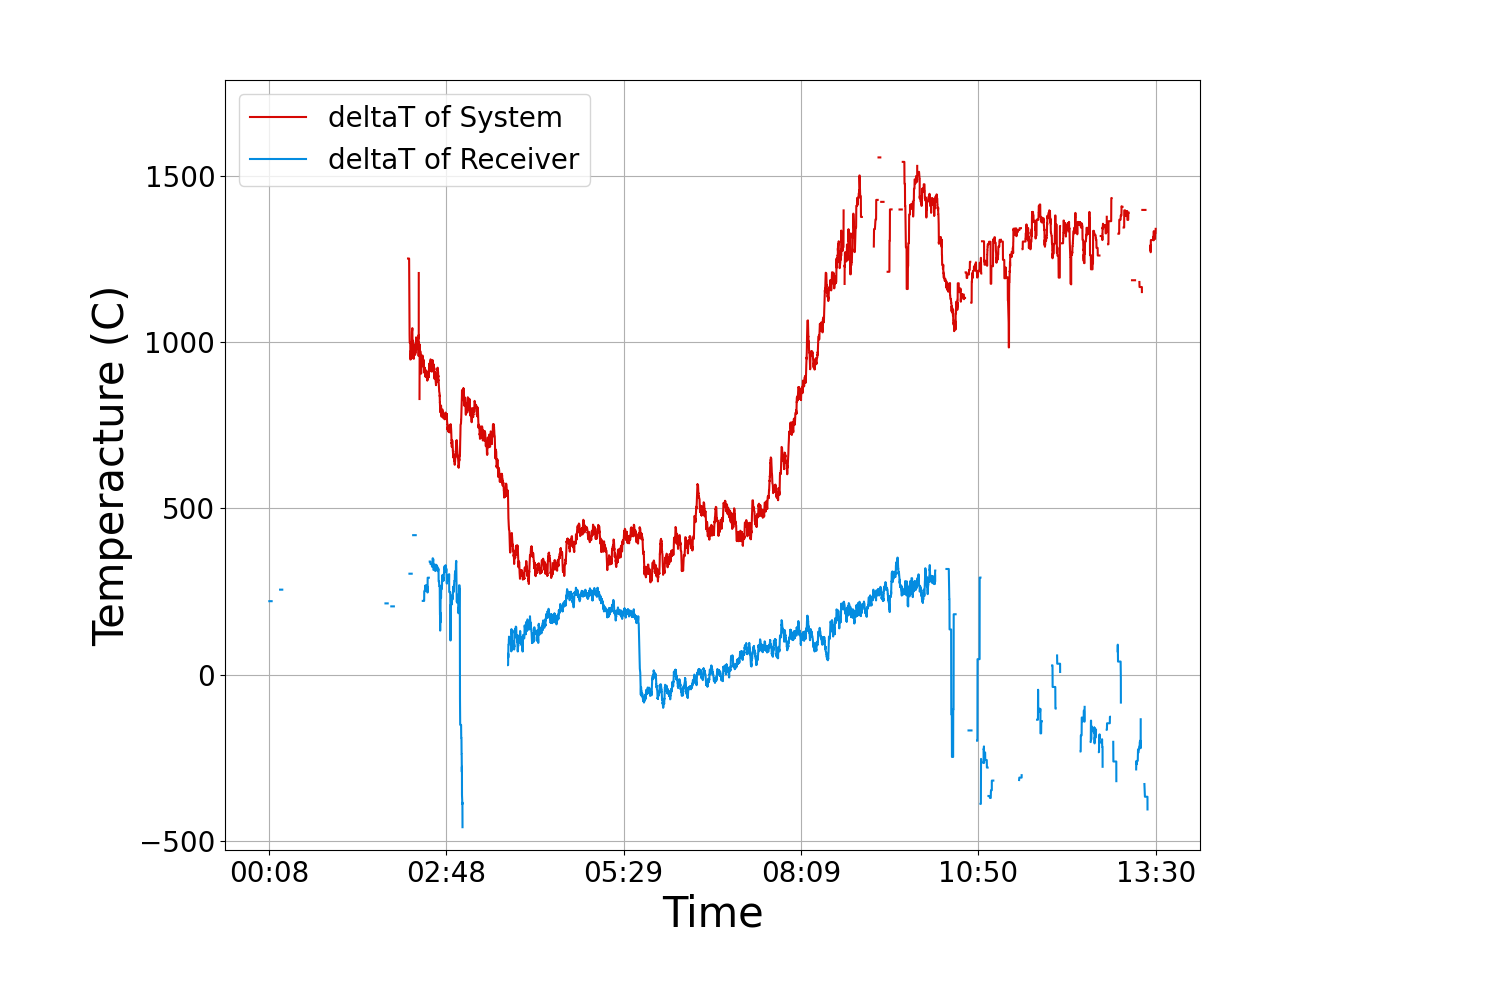 deltaT of System
deltaT of Receiver
1500
1000
500
0
−500
Temperacture (C)
00:08 02:48 05:29 08:09 10:50 13:30
Time